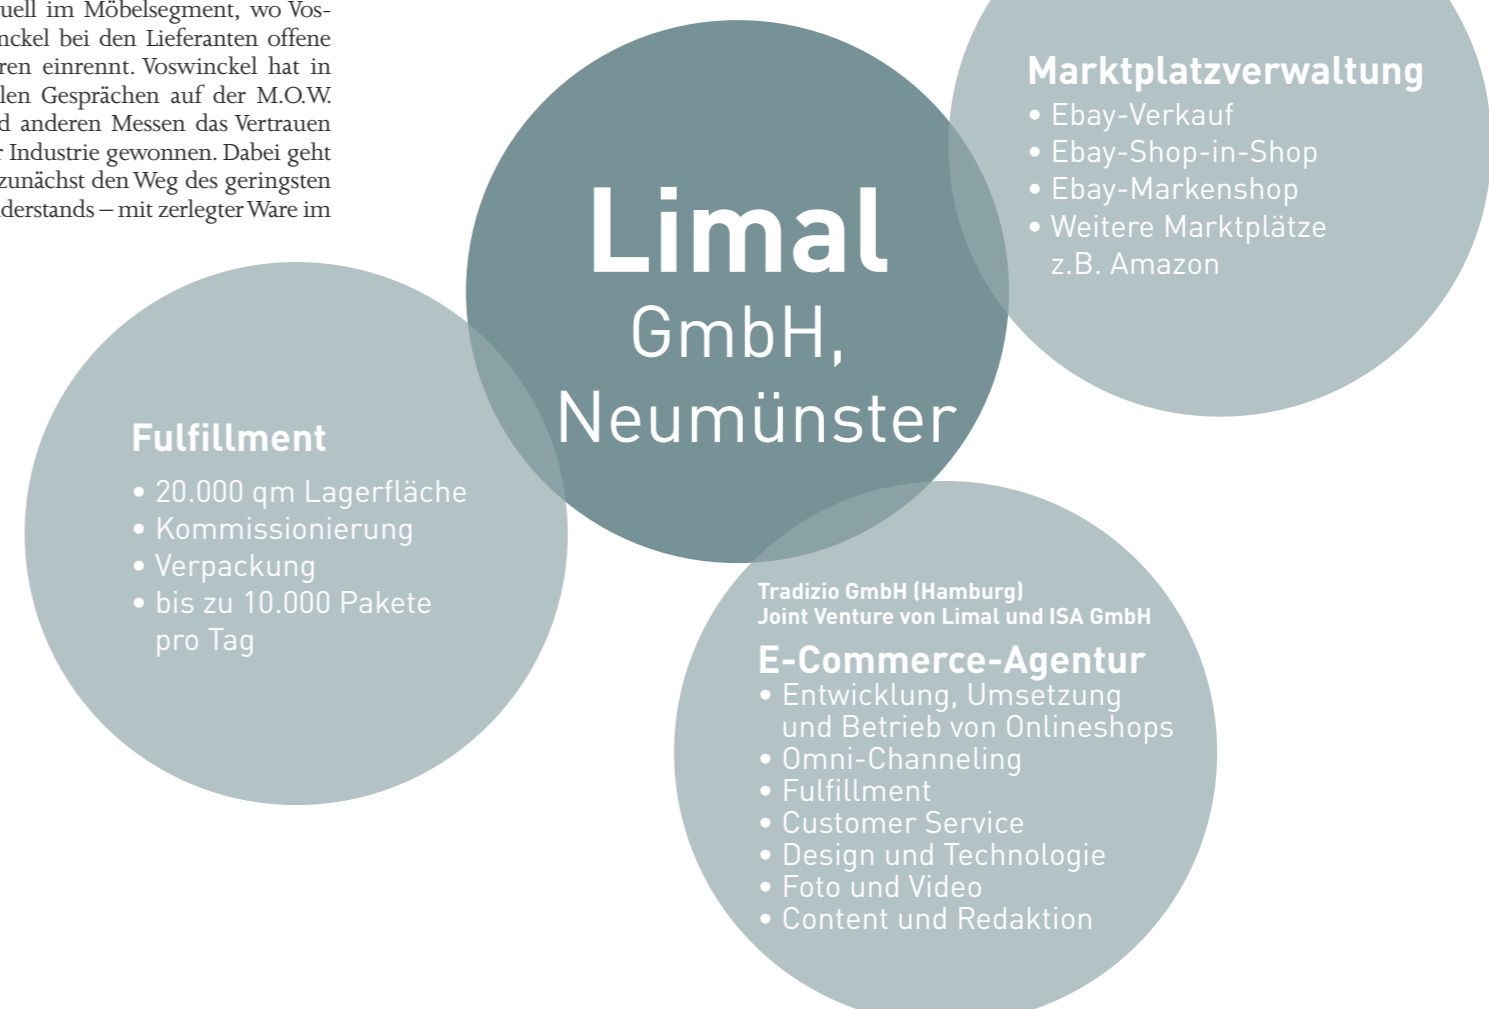 uell im Möbelsegment, wo Vos-
nckel bei den Lieferanten offene
ren einrennt. Voswinckel hat in
len Gesprächen auf der M.O.W.
d anderen Messen das Vertrauen
r Industrie gewonnen. Dabei geht
zunächst den Weg des geringsten
derstands – mit zerlegter Ware im
Limal
GmbH,
Neumünster
Marktplatzverwaltung
• Ebay-Verkauf
• Ebay-Shop-in-Shop
• Ebay-Markenshop
• Weitere Marktplätze
z.B. Amazon
Fulfillment
• 20.000 qm Lagerfläche
• Kommissionierung
• Verpackung
• bis zu 10.000 Pakete
pro Tag
Tradizio GmbH (Hamburg)
Joint Venture von Limal und ISA GmbH
E-Commerce-Agentur
• Entwicklung, Umsetzung
und Betrieb von Onlineshops
• Omni-Channeling
• Fulfillment
• Customer Service
• Design und Technologie
• Foto und Video
• Content und Redaktion